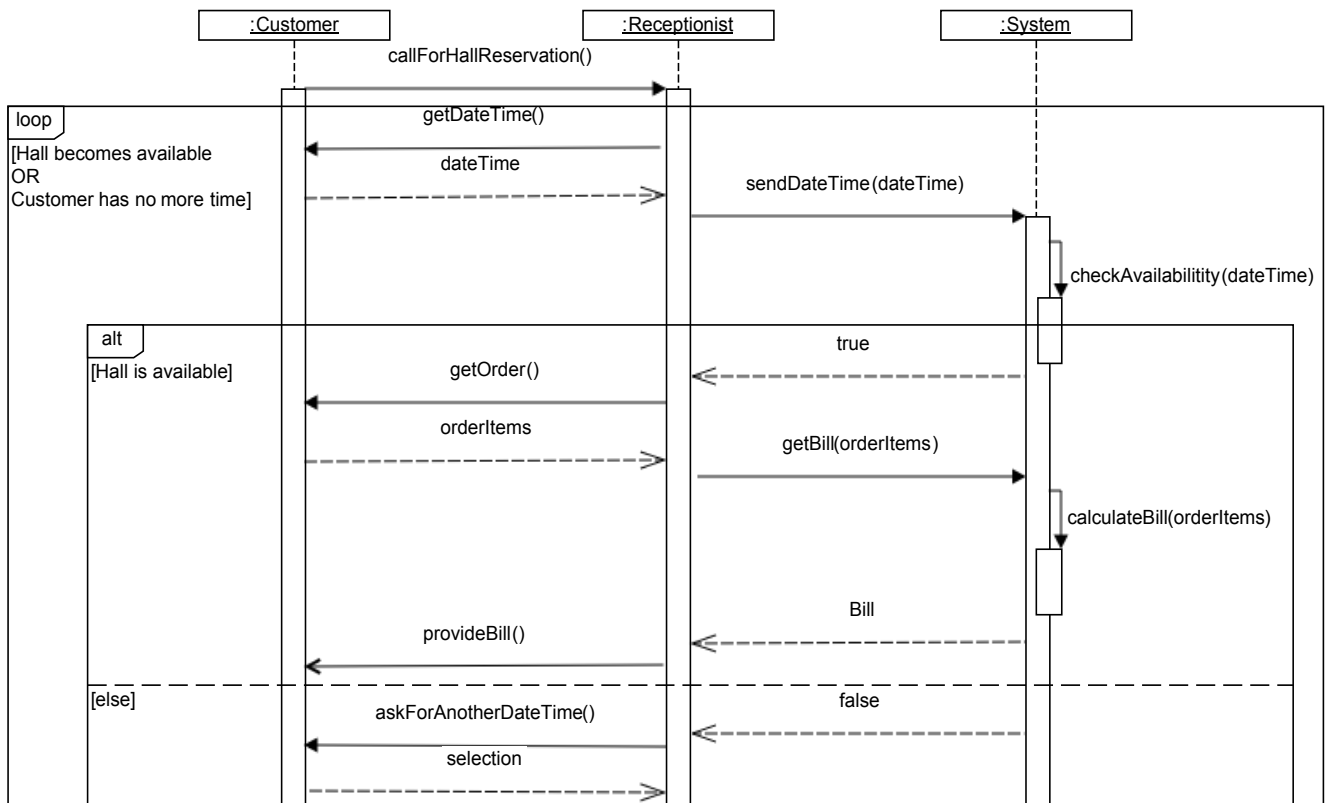 :Customer
:Receptionist
:System
callForHallReservation()
loop
getDateTime()
[Hall becomes available
OR
Customer has no more time]
dateTime
sendDateTime(dateTime)
checkAvailabilitity(dateTime)
alt
[Hall is available]
true
getOrder()
orderItems
getBill(orderItems)
calculateBill(orderItems)
Bill
provideBill()
[else]
false
askForAnotherDateTime()
selection